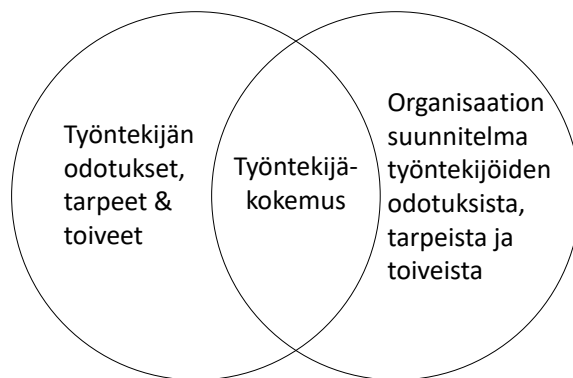 Työntekijän
odotukset,
tarpeet &
toiveet
Työntekijä-
kokemus
Organisaation
suunnitelma
työntekijöiden
odotuksista,
tarpeista ja
toiveista